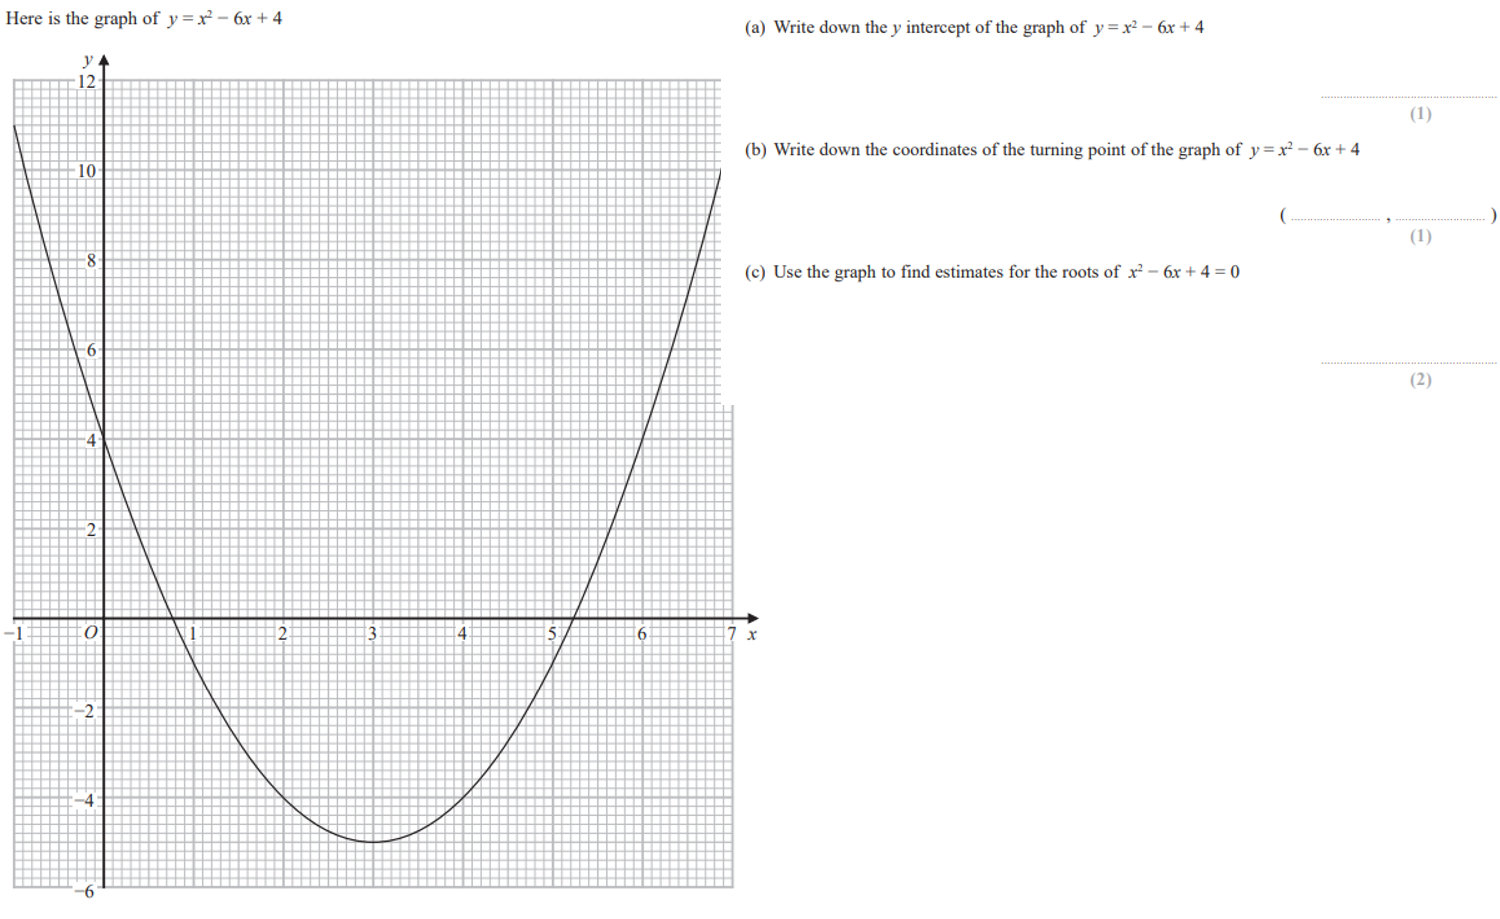 Here is the graph of y = x² − 6x + 4
y
12
10
8
6
4
2
−1 O 1 2 3 4 5 6 7 x
−2
−4
−6
(a) Write down the y intercept of the graph of y = x² − 6x + 4
(1)
(b) Write down the coordinates of the turning point of the graph of y = x² − 6x + 4
( .............................. , .............................. )
(1)
(c) Use the graph to find estimates for the roots of x² − 6x + 4 = 0
(2)